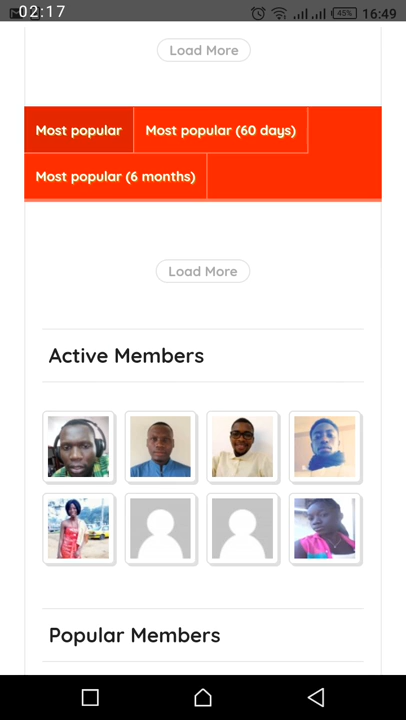 02:17
45%
16:49
Load More
Most popular
Most popular (60 days)
Most popular (6 months)
Load More
Active Members
Popular Members